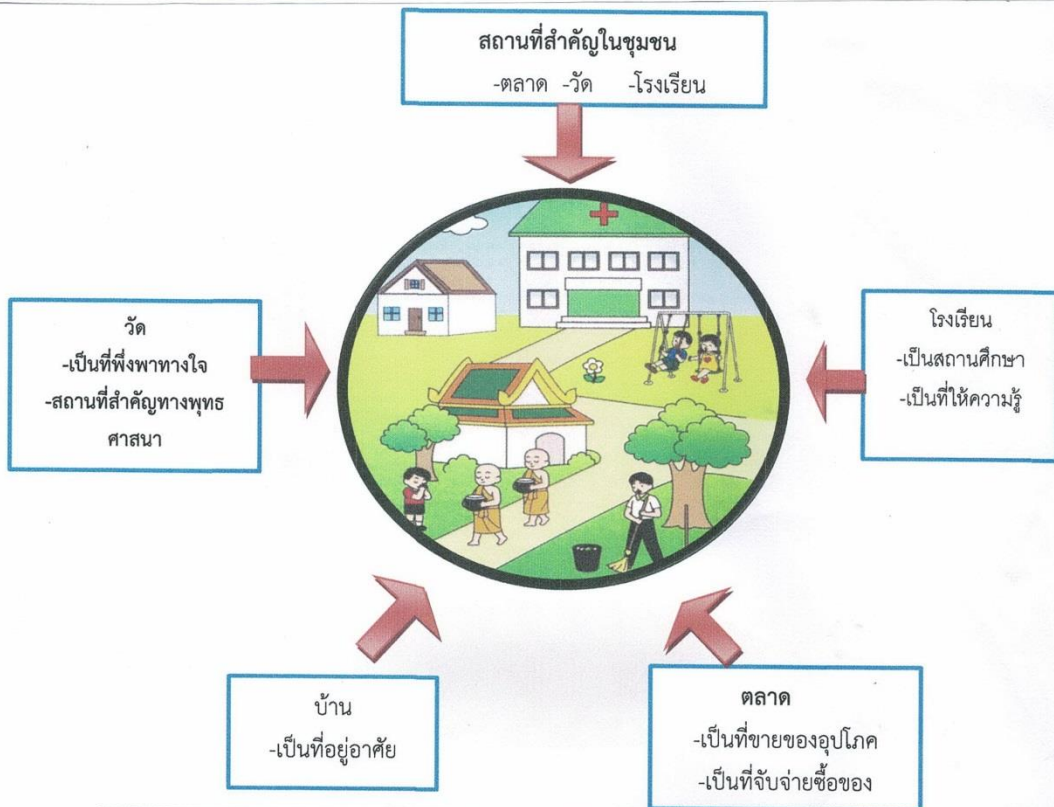 สถานที่สำคัญในชุมชน
-ตลาด -วัด -โรงเรียน
วัด
-เป็นที่พึ่งพาทางใจ
-สถานที่สำคัญทางพุทธ
ศาสนา
โรงเรียน
-เป็นสถานศึกษา
-เป็นที่ให้ความรู้
บ้าน
-เป็นที่อยู่อาศัย
ตลาด
-เป็นที่ขายของอุปโภค
-เป็นที่จับจ่ายซื้อของ